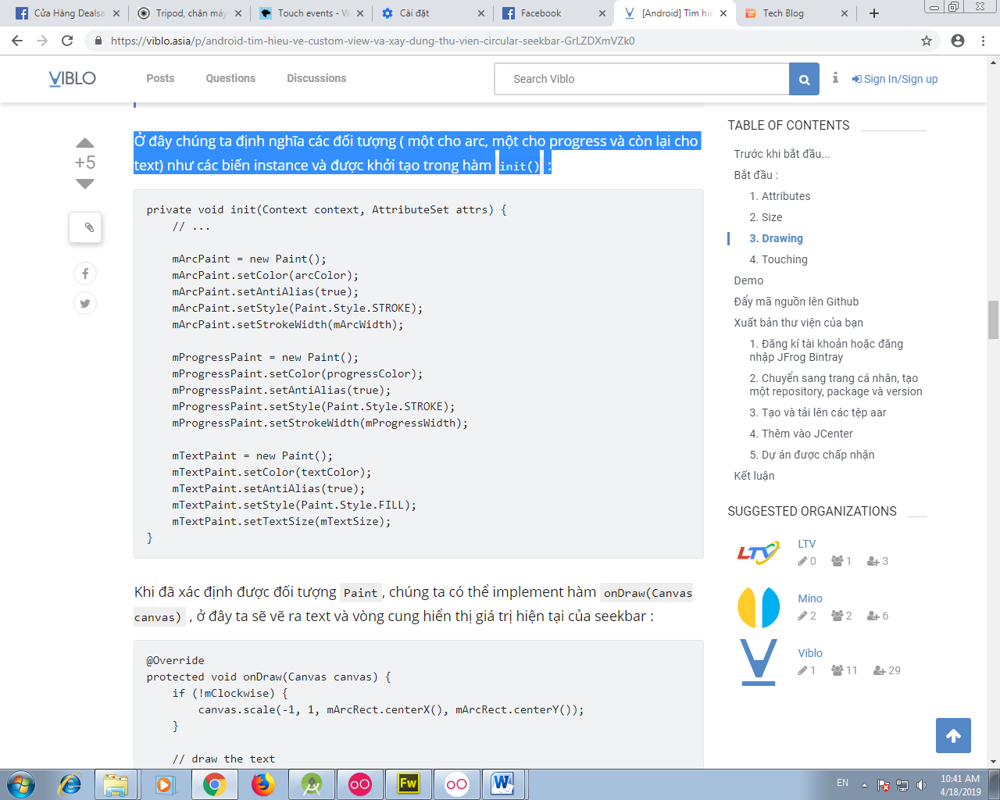 Cửa Hàng Dealsa
Tripod, chân máy
Touch events - W
Cài đặt
Facebook
[Android] Tìm hiể
Tech Blog
https://viblo.asia/p/android-tim-hieu-ve-custom-view-va-xay-dung-thu-vien-circular-seekbar-GrLZDXmVZk0
VIBLO
Posts
Questions
Discussions
Search Viblo
Sign In/Sign up
+5
Ở đây chúng ta định nghĩa các đối tượng ( một cho arc, một cho progress và còn lại cho
text) như các biến instance và được khởi tạo trong hàm init() :
private void init(Context context, AttributeSet attrs) {
// ...
mArcPaint = new Paint();
mArcPaint.setColor(arcColor);
mArcPaint.setAntiAlias(true);
mArcPaint.setStyle(Paint.Style.STROKE);
mArcPaint.setStrokeWidth(mArcWidth);
mProgressPaint = new Paint();
mProgressPaint.setColor(progressColor);
mProgressPaint.setAntiAlias(true);
mProgressPaint.setStyle(Paint.Style.STROKE);
mProgressPaint.setStrokeWidth(mProgressWidth);
mTextPaint = new Paint();
mTextPaint.setColor(textColor);
mTextPaint.setAntiAlias(true);
mTextPaint.setStyle(Paint.Style.FILL);
mTextPaint.setTextSize(mTextSize);
}
Khi đã xác định được đối tượng Paint , chúng ta có thể implement hàm onDraw(Canvas
canvas) , ở đây ta sẽ vẽ ra text và vòng cung hiển thị giá trị hiện tại của seekbar :
@Override
protected void onDraw(Canvas canvas) {
if (!mClockwise) {
canvas.scale(-1, 1, mArcRect.centerX(), mArcRect.centerY());
}
// draw the text
TABLE OF CONTENTS
Trước khi bắt đầu...
Bắt đầu :
1. Attributes
2. Size
3. Drawing
4. Touching
Demo
Đẩy mã nguồn lên Github
Xuất bản thư viện của bạn
1. Đăng kí tài khoản hoặc đăng
nhập JFrog Bintray
2. Chuyển sang trang cá nhân, tạo
một repository, package và version
3. Tạo và tải lên các tệp aar
4. Thêm vào JCenter
5. Dự án được chấp nhận
Kết luận
SUGGESTED ORGANIZATIONS
LTV
LTV
0 1 3
Mino
2 2 6
Viblo
1 11 29
Fw
W
EN
10:41 AM
4/18/2019